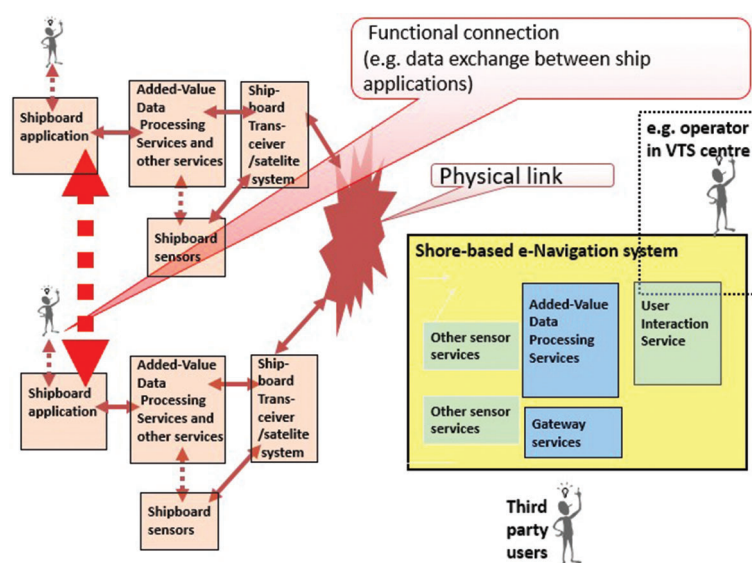 Functional connection
(e.g. data exchange between ship
applications)
Shipboard
application
Added-Value
Data
Processing
Services and
other services
Ship-
board
Trans-
ceiver
/satelite
system
Shipboard
sensors
Physical link
e.g. operator
in VTS centre
Shore-based e-Navigation system
Other sensor
services
Added-Value
Data
Processing
Services
User
Interaction
Service
Other sensor
services
Gateway
services
Shipboard
application
Added-Value
Data
Processing
Services and
other services
Ship-
board
Trans-
ceiver
/satelite
system
Shipboard
sensors
Third
party
users